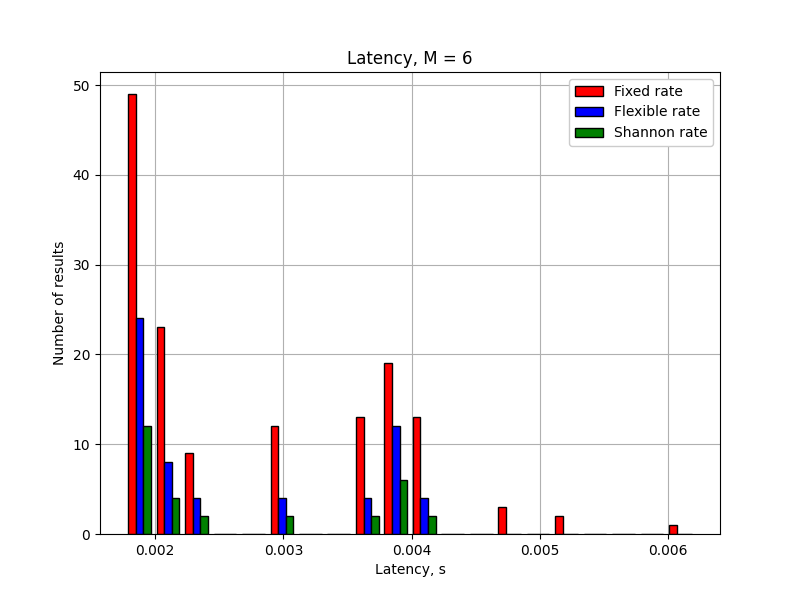 Latency, M = 6
Fixed rate
Flexible rate
Shannon rate
Number of results
50
40
30
20
10
0
0.002 0.003 0.004 0.005 0.006
Latency, s